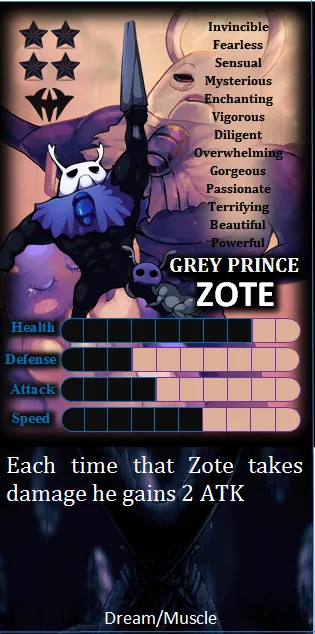 Invincible
Fearless
Sensual
Mysterious
Enchanting
Vigorous
Diligent
Overwhelming
Gorgeous
Passionate
Terrifying
Beautiful
Powerful
GREY PRINCE
ZOTE
Health
Defense
Attack
Speed
Each time that Zote takes
damage he gains 2 ATK
Dream/Muscle